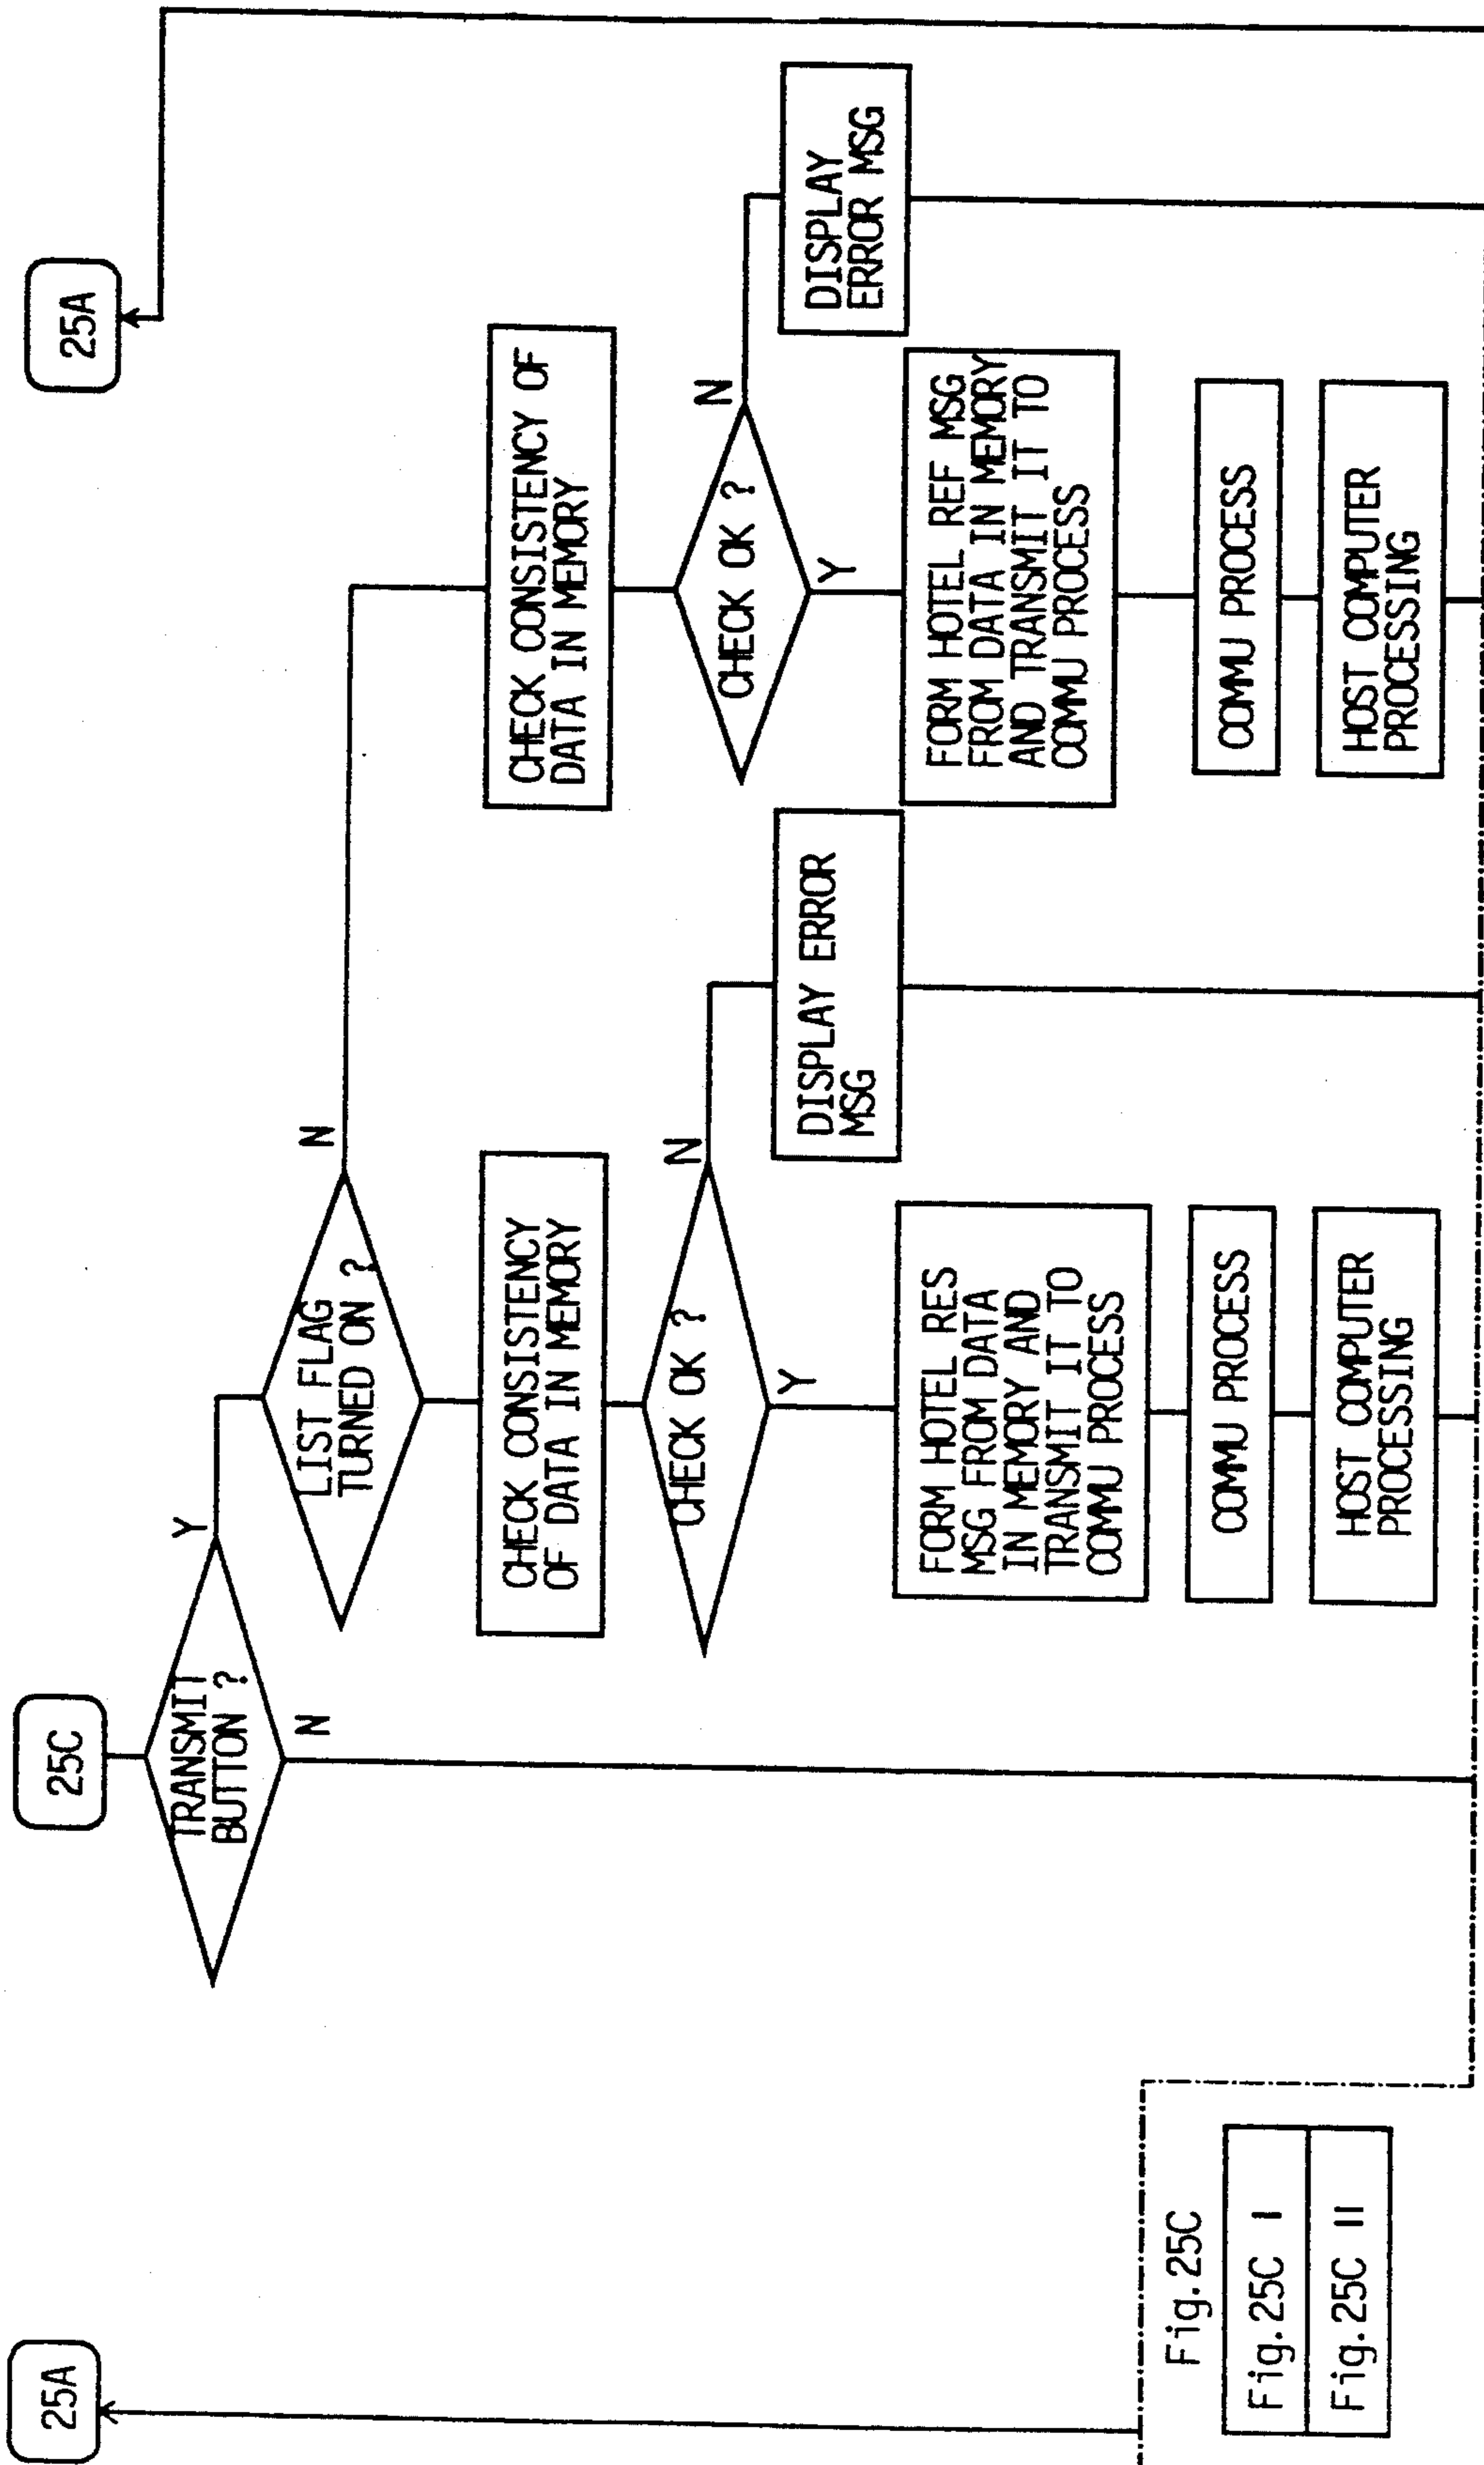 25A
25C
25A
TRANSMIT
BUTTON ?
Y
N
LIST FLAG
TURNED ON ?
N
CHECK CONSISTENCY
OF DATA IN MEMORY
CHECK CONSISTENCY OF
DATA IN MEMORY
CHECK OK ?
N
Y
CHECK OK ?
N
Y
DISPLAY ERROR
MSG
DISPLAY
ERROR MSG
FORM HOTEL RES
MSG FROM DATA
IN MEMORY AND
TRANSMIT IT TO
COMMU PROCESS
FORM HOTEL REF MSG
FROM DATA IN MEMORY
AND TRANSMIT IT TO
COMMU PROCESS
COMMU PROCESS
COMMU PROCESS
HOST COMPUTER
PROCESSING
HOST COMPUTER
PROCESSING
Fig.25C
Fig.25C I
Fig.25C II